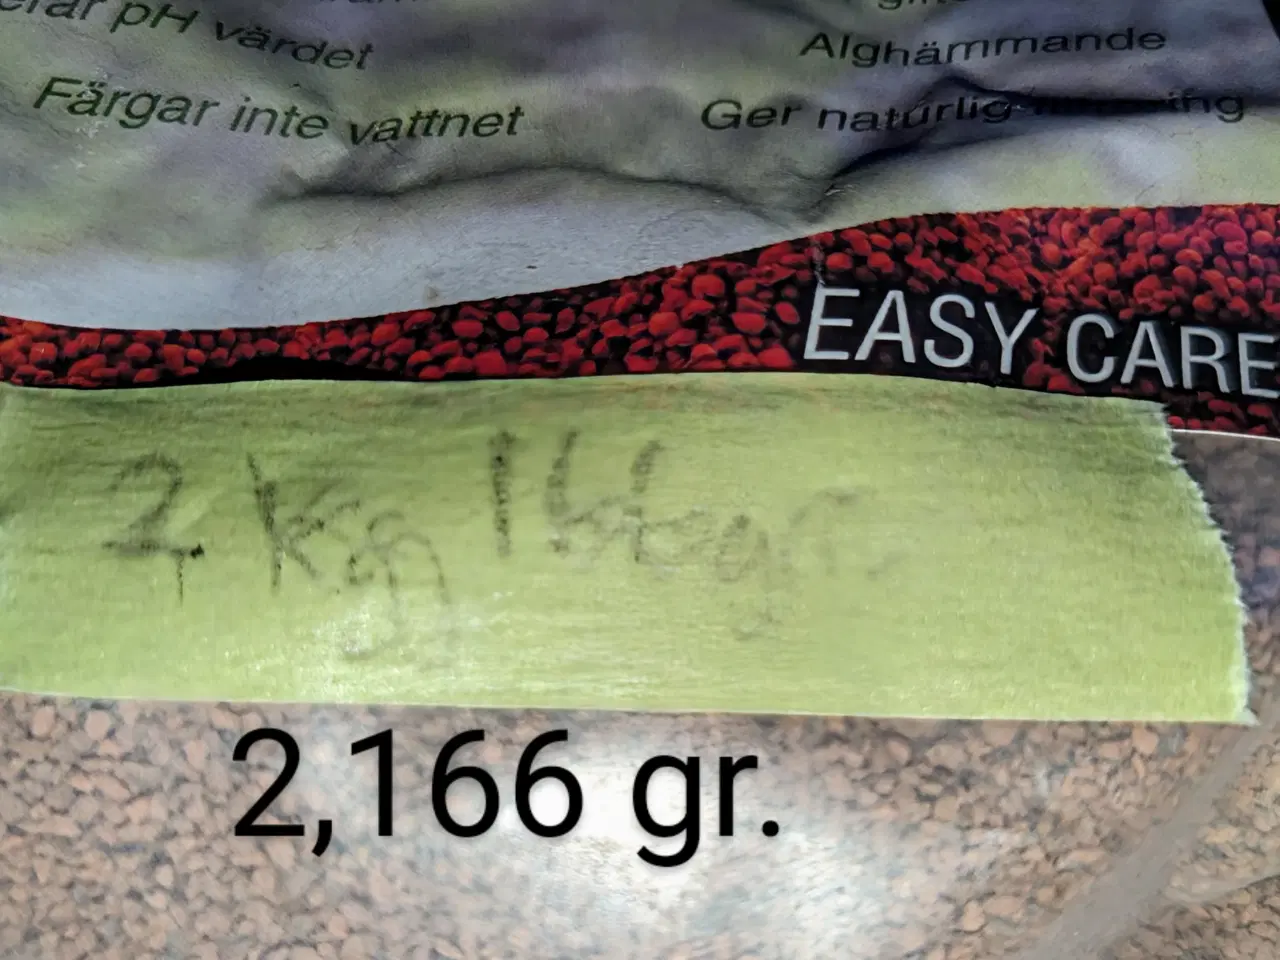 pH värdet
Färgar inte vattnet
Alghämmande
Ger naturlig
EASY CARE
2 kg 166 gr
2,166 gr.